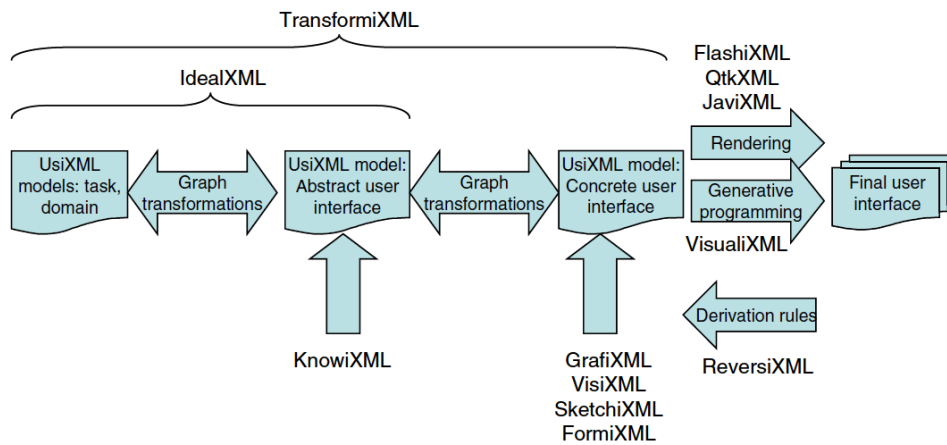 TransformiXML
IdealXML
FlashiXML
QtkXML
JaviXML
UsiXML
models: task,
domain
Graph
transformations
UsiXML model:
Abstract user
interface
Graph
transformations
UsiXML model:
Concrete user
interface
Rendering
Generative
programming
VisualiXML
Final user
interface
Derivation rules
ReversiXML
KnowiXML
GrafiXML
VisiXML
SketchiXML
FormiXML